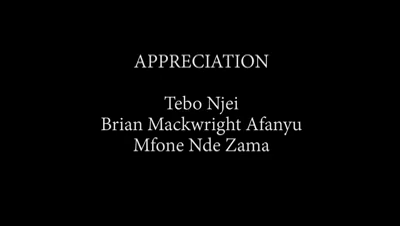 APPRECIATION
Tebo Njei
Brian Mackwright Afanyu
Mfone Nde Zama